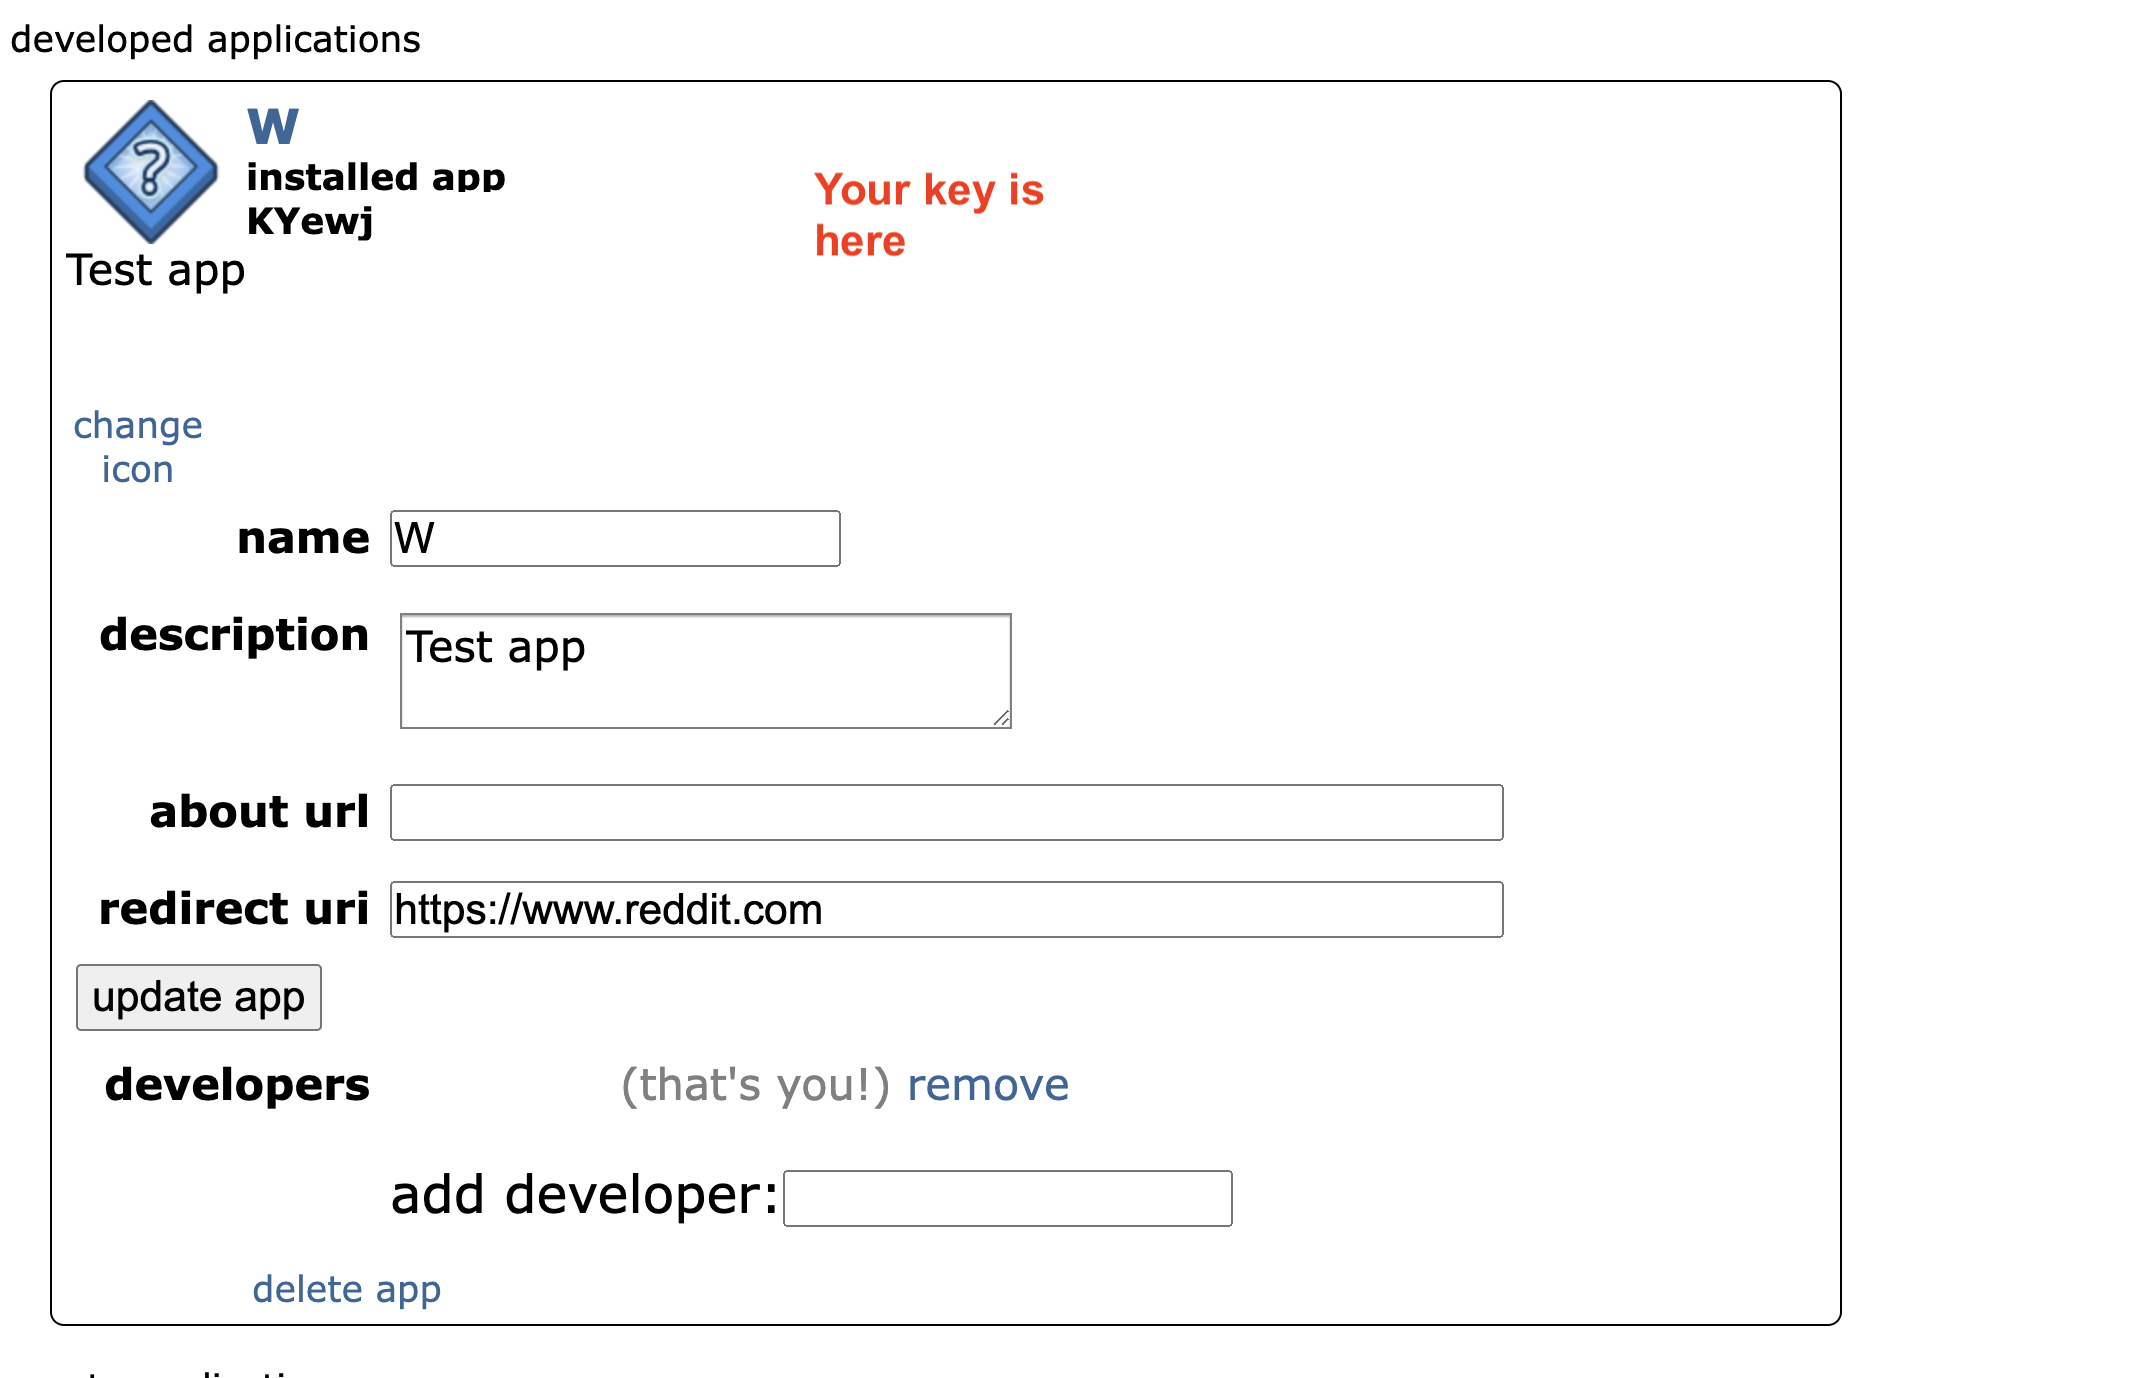 developed applications
W
installed app
KYewj
Your key is
here
Test app
change
icon
name W
description Test app
about url
redirect uri https://www.reddit.com
update app
developers (that's you!) remove
add developer:
delete app